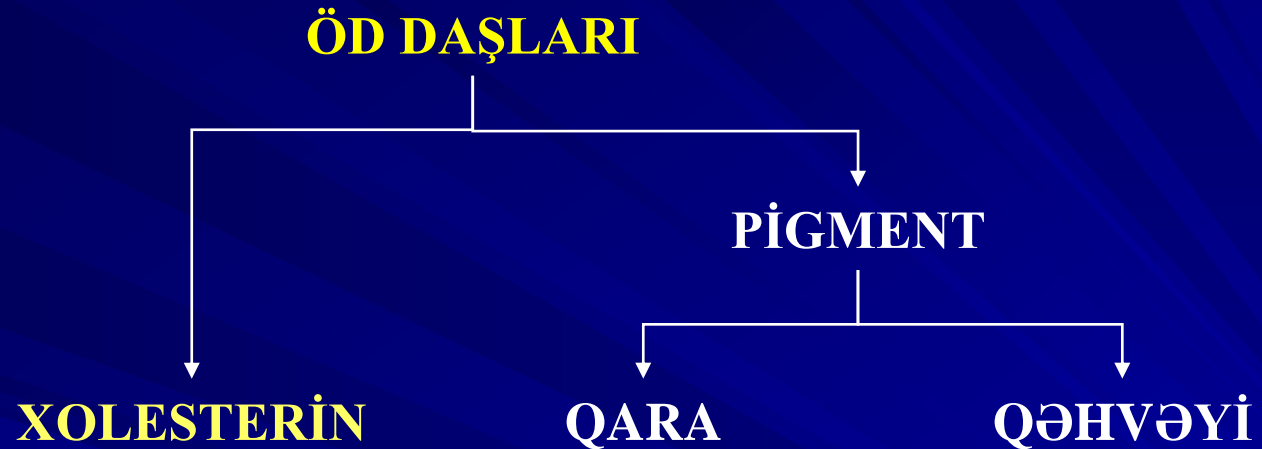 ÖD DAŞLARI
PİGMENT
XOLESTERİN
QARA
QƏHVƏYİ